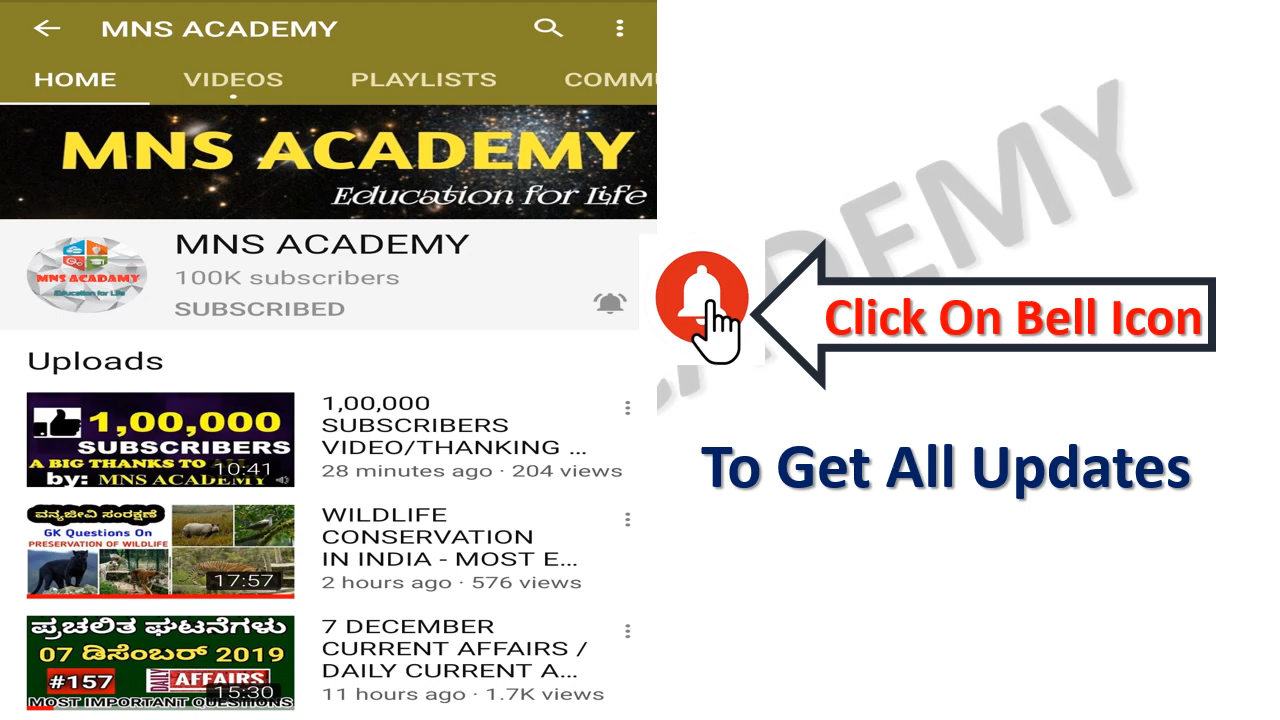 MNS ACADEMY
HOME VIDEOS PLAYLISTS COMMU
MNS ACADEMY
Education for Life
MNS ACADEMY
100K subscribers
SUBSCRIBED
MNS ACADAMY
Education for Life
Uploads
1,00,000
SUBSCRIBERS
A BIG THANKS TO
by: MNS ACADEMY
10:41
1,00,000
SUBSCRIBERS
VIDEO/THANKING ...
28 minutes ago · 204 views
ವನ್ಯಜೀವಿ ಸಂರಕ್ಷಣೆ
GK Questions On
PRESERVATION OF WILDLIFE
17:57
WILDLIFE
CONSERVATION
IN INDIA - MOST E...
2 hours ago · 576 views
ಪ್ರಚಲಿತ ಘಟನೆಗಳು
07 ಡಿಸೆಂಬರ್ 2019
#157
DAILY AFFAIRS
15:30
MOST IMPORTANT QUESTIONS
7 DECEMBER
CURRENT AFFAIRS /
DAILY CURRENT A...
11 hours ago · 1.7K views
ADEMY
Click On Bell Icon
To Get All Updates